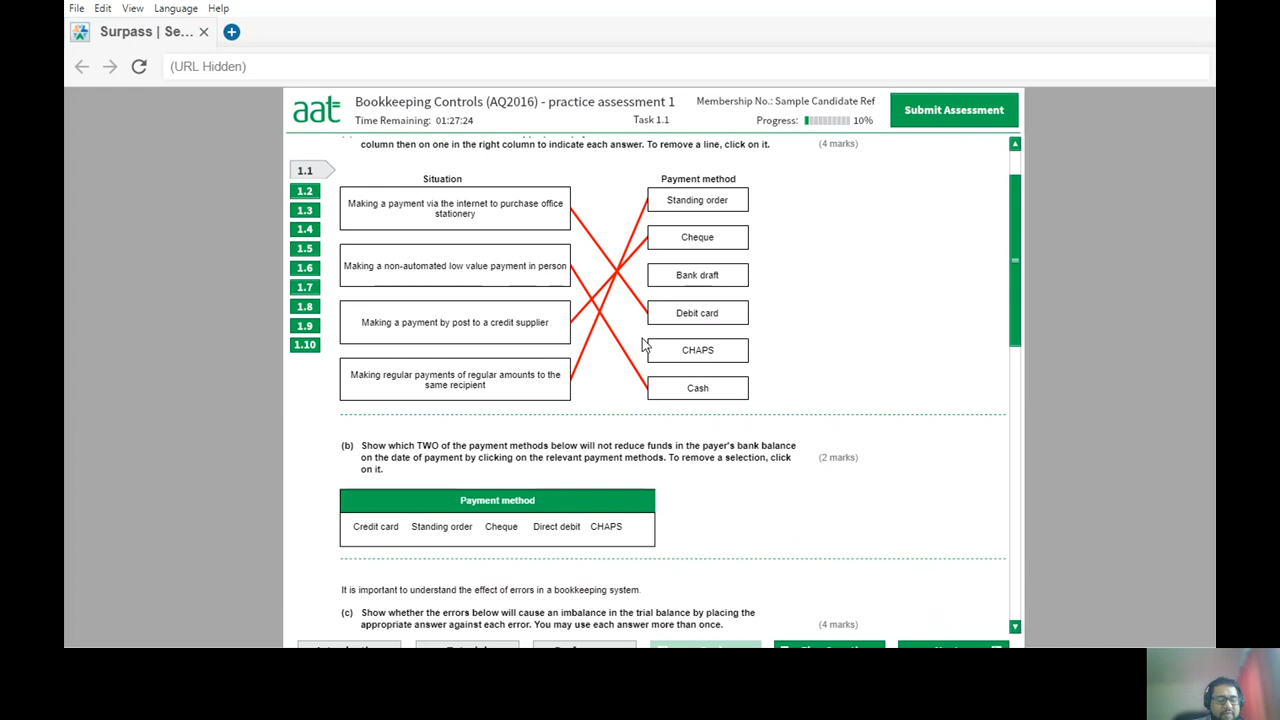 File Edit View Language Help
Surpass | Se...
(URL Hidden)
aat
Bookkeeping Controls (AQ2016) - practice assessment 1
Membership No.: Sample Candidate Ref
Submit Assessment
Time Remaining: 01:27:24
Task 1.1
Progress: 10%
column then on one in the right column to indicate each answer. To remove a line, click on it.
(4 marks)
1.1
1.2
1.3
1.4
1.5
1.6
1.7
1.8
1.9
1.10
Situation
Payment method
Making a payment via the internet to purchase office
stationery
Standing order
Cheque
Making a non-automated low value payment in person
Bank draft
Debit card
Making a payment by post to a credit supplier
CHAPS
Making regular payments of regular amounts to the
same recipient
Cash
(b) Show which TWO of the payment methods below will not reduce funds in the payer's bank balance
on the date of payment by clicking on the relevant payment methods. To remove a selection, click
on it.
(2 marks)
Payment method
Credit card Standing order Cheque Direct debit CHAPS
It is important to understand the effect of errors in a bookkeeping system.
(c) Show whether the errors below will cause an imbalance in the trial balance by placing the
appropriate answer against each error. You may use each answer more than once.
(4 marks)